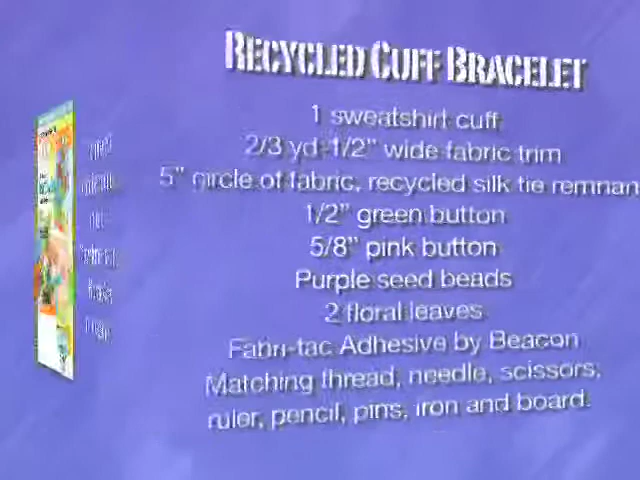 RECYCLED CUFF BRACELET
1 sweatshirt cuff
2/3 yd-1/2" wide fabric trim
5" circle of fabric, recycled silk tie remnan
1/2" green button
5/8" pink button
Purple seed beads
2 floral leaves
Fabri-tac Adhesive by Beacon
Matching thread, needle, scissors,
ruler, pencil, pins, iron and board.